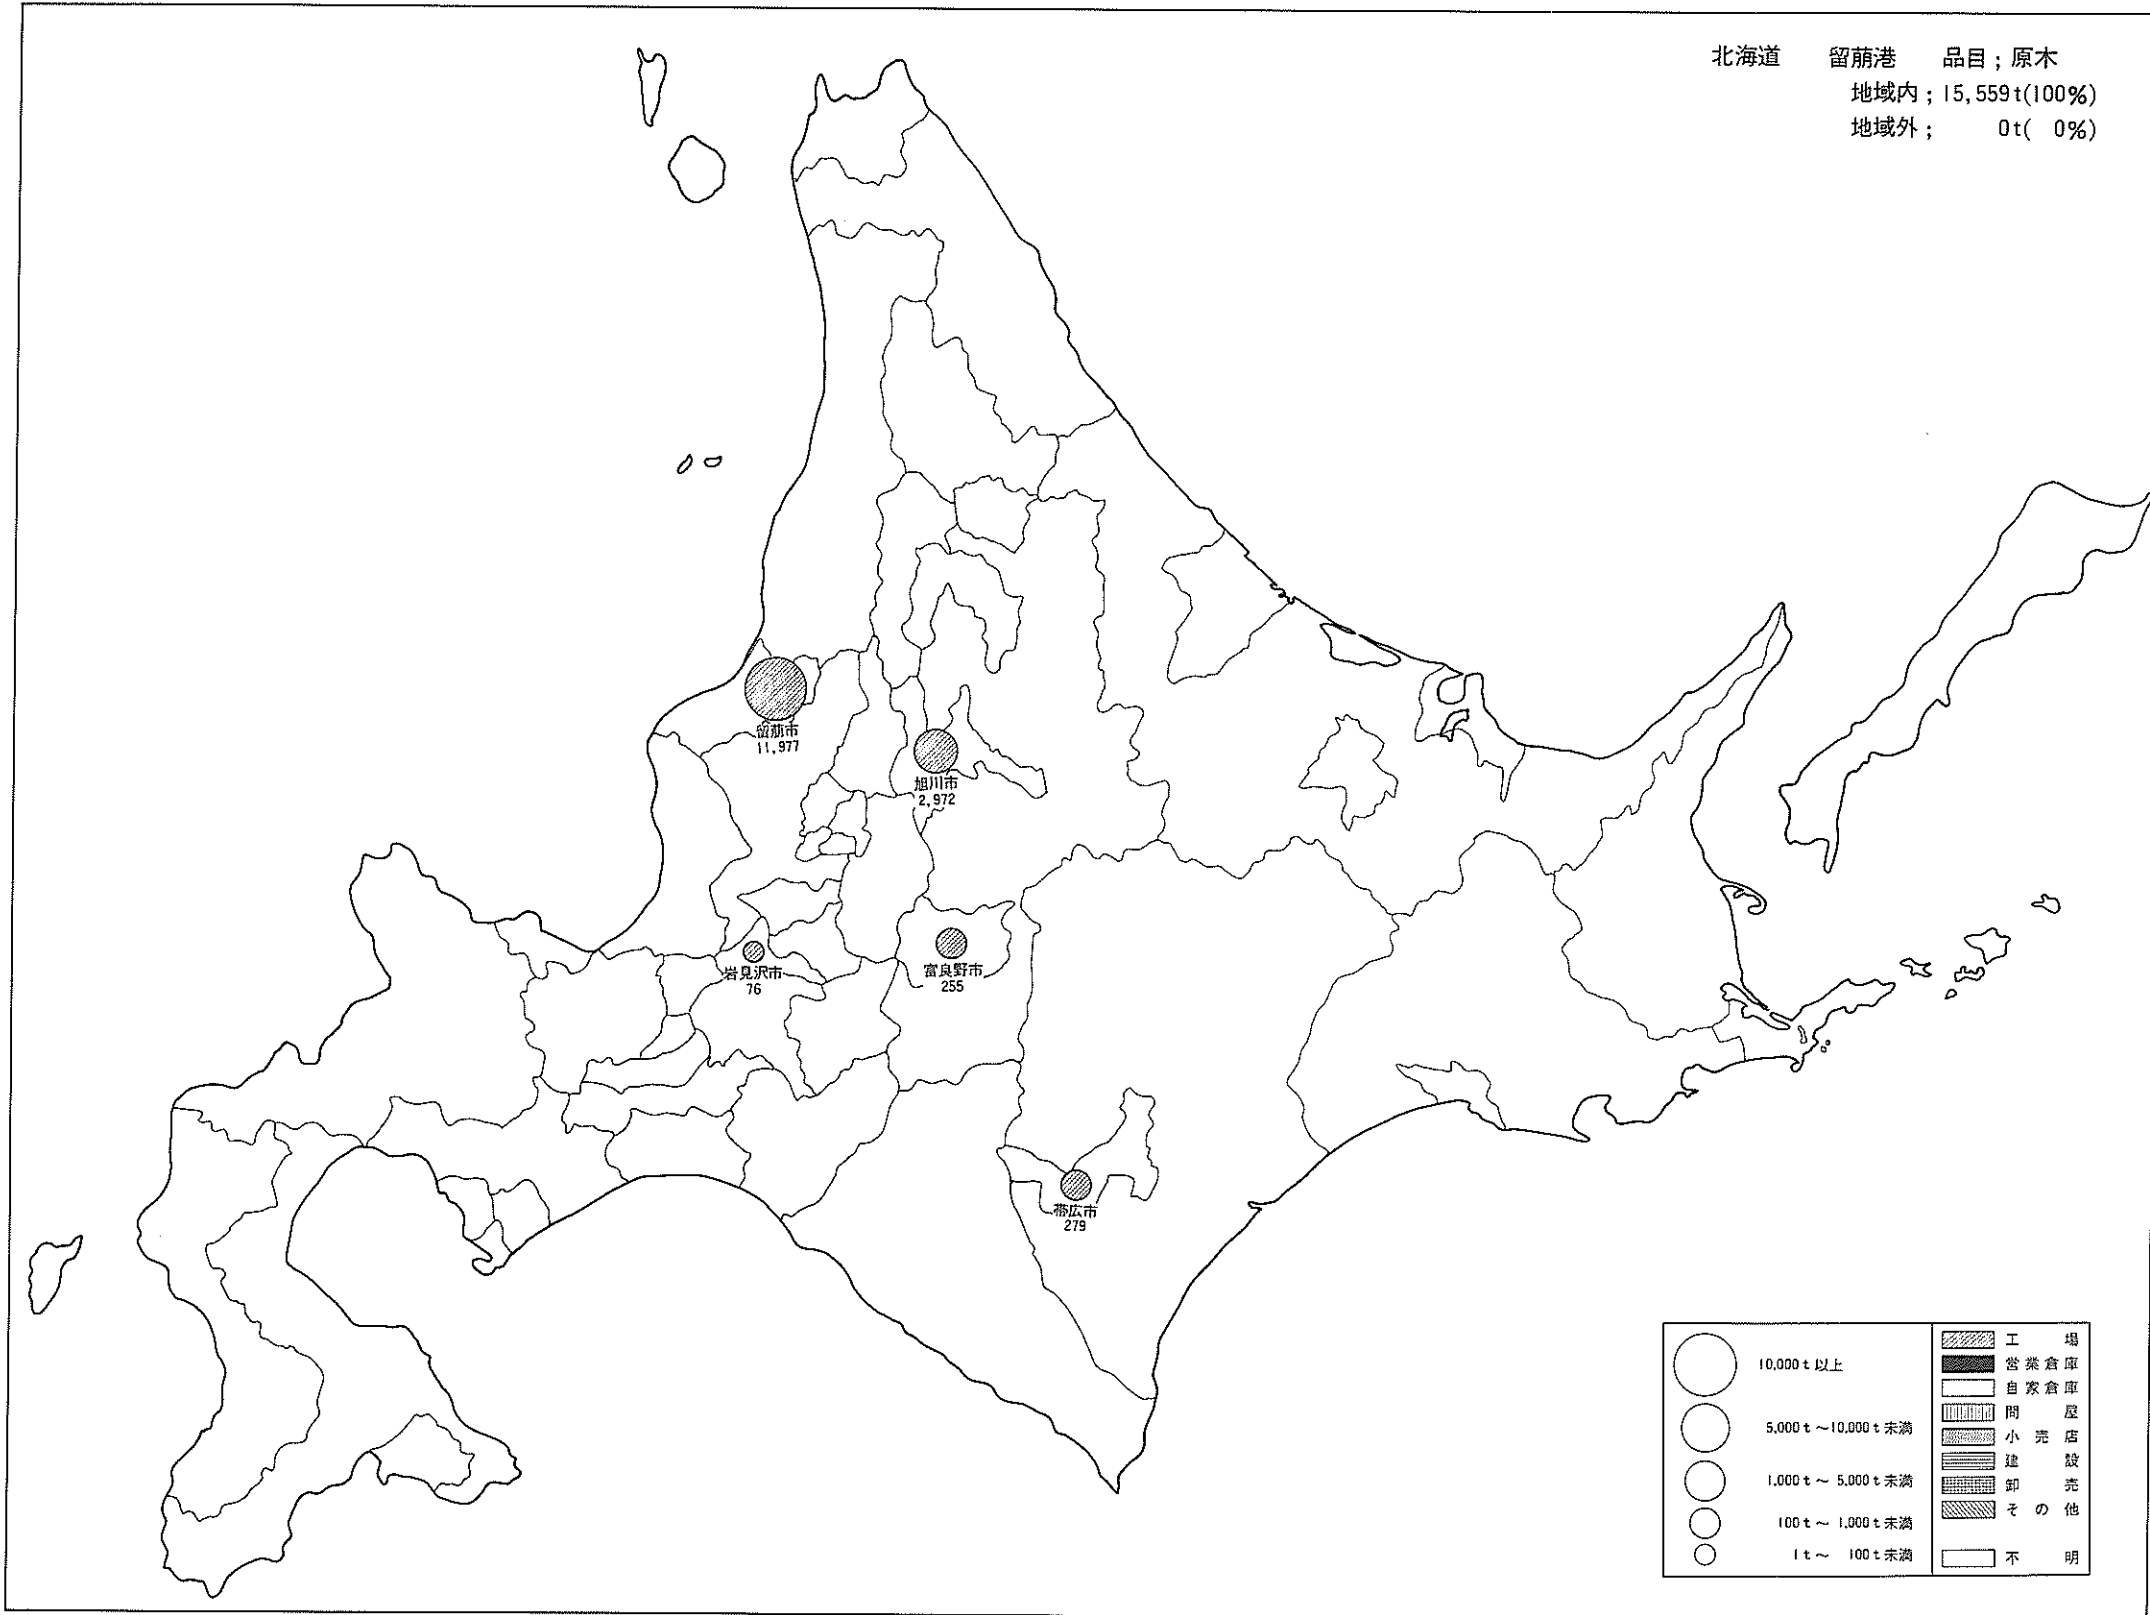 北海道 留萠港 品目；原木
地域内；15,559t(100%)
地域外； 0t( 0%)
留萠市
11,977
旭川市
2,972
岩見沢市
76
富良野市
255
帯広市
279
10,000t以上
5,000t～10,000t未満
1,000t～5,000t未満
100t～1,000t未満
1t～100t未満
工場
営業倉庫
自家倉庫
問屋
小売店
建設
卸売
その他
不明